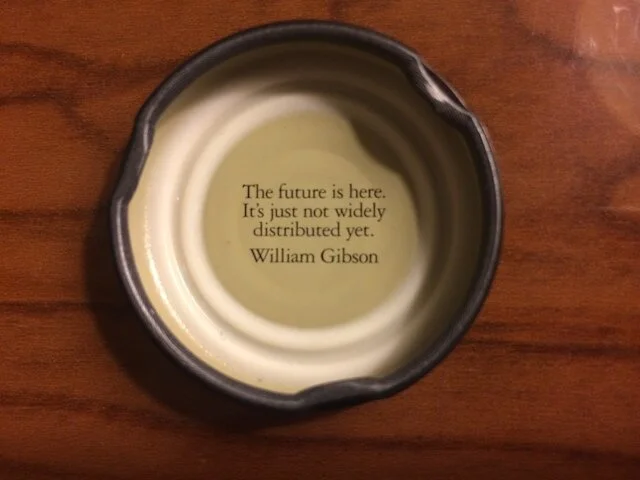 The future is here.
It's just not widely
distributed yet.
William Gibson